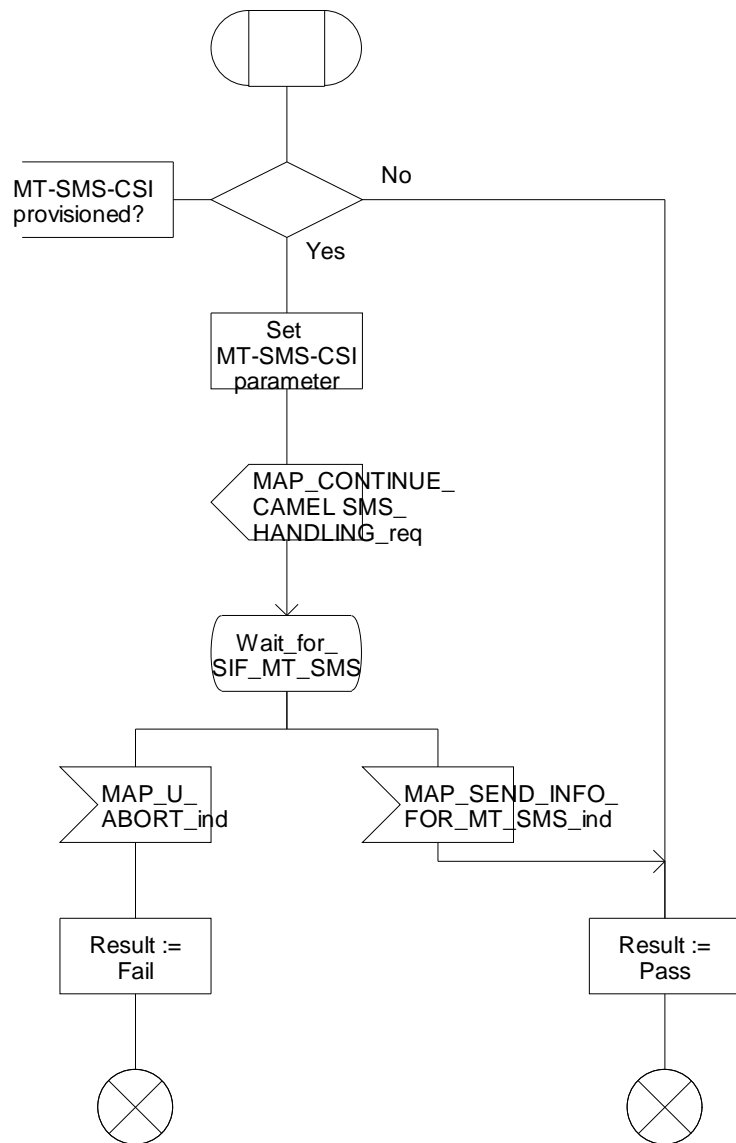 No
MT-SMS-CSI
provisioned?
Yes
Set
MT-SMS-CSI
parameter
MAP_CONTINUE_
CAMEL SMS_
HANDLING_req
Wait_for_
SIF_MT_SMS
MAP_U_
ABORT_ind
MAP_SEND_INFO_
FOR_MT_SMS_ind
Result :=
Fail
Result :=
Pass